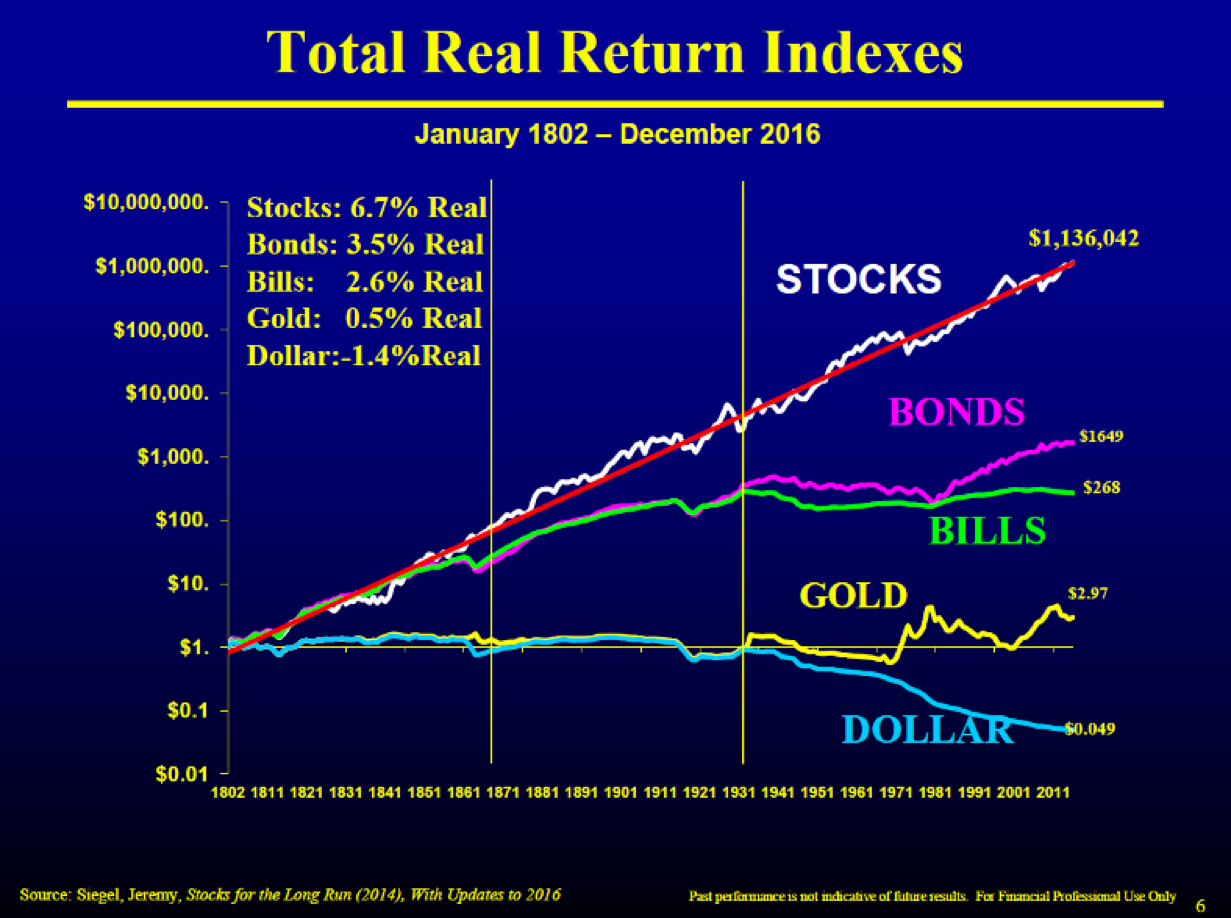 Total Real Return Indexes
January 1802 – December 2016
$10,000,000.
$1,000,000.
$100,000.
$10,000.
$1,000.
$100.
$10.
$1.
$0.1
$0.01
Stocks: 6.7% Real
Bonds: 3.5% Real
Bills: 2.6% Real
Gold: 0.5% Real
Dollar:-1.4%Real
$1,136,042
STOCKS
BONDS
$1649
$268
BILLS
GOLD
$2.97
DOLLAR
$0.049
1802 1811 1821 1831 1841 1851 1861 1871 1881 1891 1901 1911 1921 1931 1941 1951 1961 1971 1981 1991 2001 2011
Source: Siegel, Jeremy, Stocks for the Long Run (2014), With Updates to 2016
Past performance is not indicative of future results. For Financial Professional Use Only
6